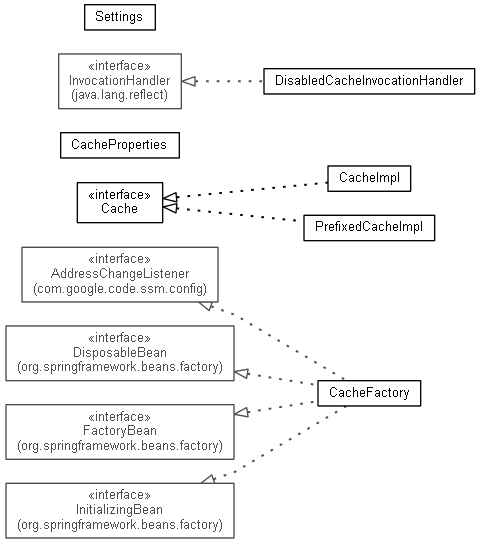 Settings
«interface»
InvocationHandler
(java.lang.reflect)
DisabledCacheInvocationHandler
CacheProperties
«interface»
Cache
CacheImpl
PrefixedCacheImpl
«interface»
AddressChangeListener
(com.google.code.ssm.config)
«interface»
DisposableBean
(org.springframework.beans.factory)
CacheFactory
«interface»
FactoryBean
(org.springframework.beans.factory)
«interface»
InitializingBean
(org.springframework.beans.factory)